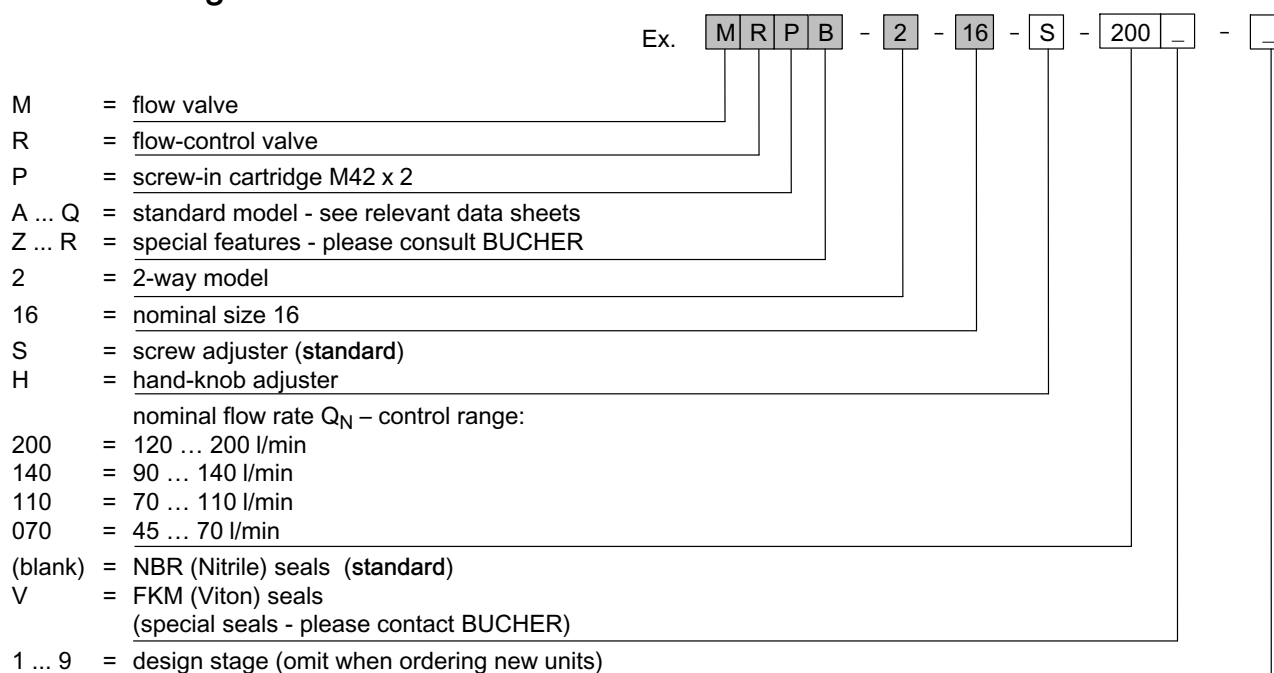 Ex. M R P B - 2 - 16 - S - 200 _ - _
M = flow valve
R = flow-control valve
P = screw-in cartridge M42 x 2
A ... Q = standard model - see relevant data sheets
Z ... R = special features - please consult BUCHER
2 = 2-way model
16 = nominal size 16
S = screw adjuster (standard)
H = hand-knob adjuster
nominal flow rate QN – control range:
200 = 120 … 200 l/min
140 = 90 … 140 l/min
110 = 70 … 110 l/min
070 = 45 … 70 l/min
(blank) = NBR (Nitrile) seals (standard)
V = FKM (Viton) seals
(special seals - please contact BUCHER)
1 ... 9 = design stage (omit when ordering new units)